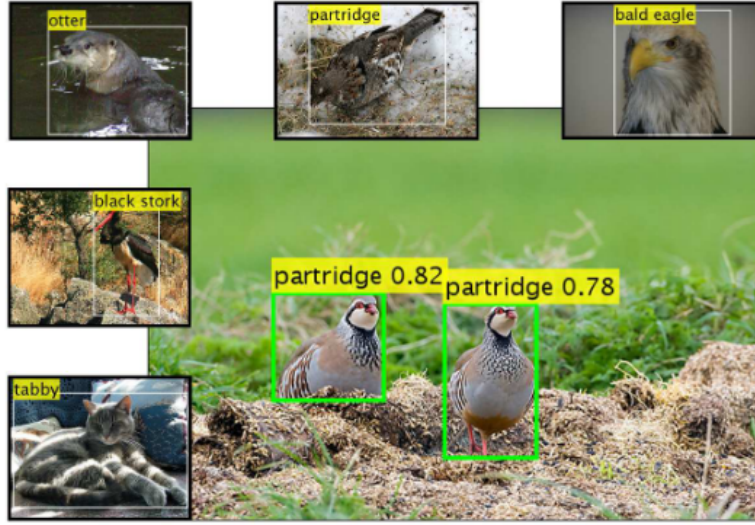 otter
partridge
bald eagle
black stork
partridge 0.82
partridge 0.78
tabby